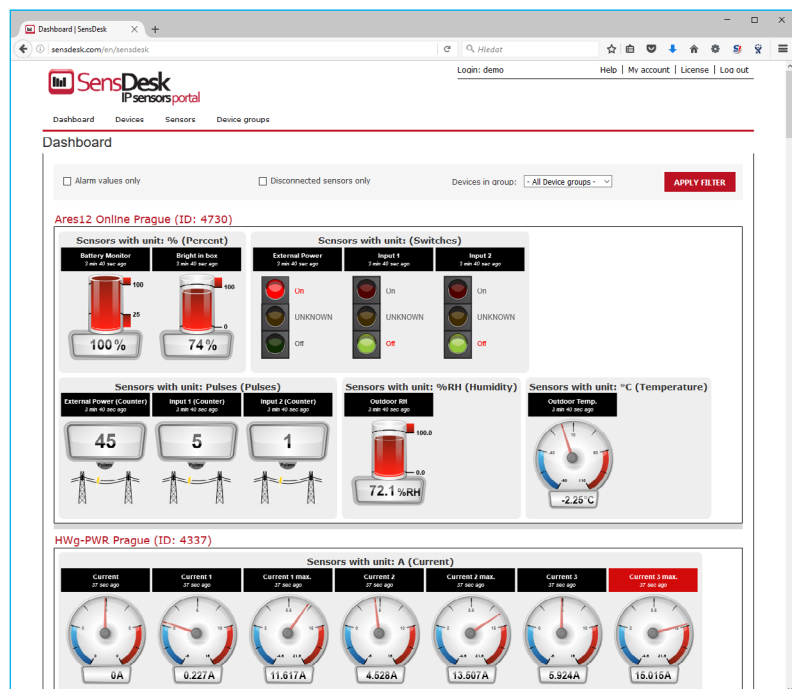 Dashboard | SensDesk
sensdesk.com/en/sensdesk
Hledat
Login: demo
Help | My account | License | Log out
SensDesk
IP sensors portal
Dashboard Devices Sensors Device groups
Dashboard
Alarm values only Disconnected sensors only Devices in group: - All Device groups - APPLY FILTER
Ares12 Online Prague (ID: 4730)
Sensors with unit: % (Percent) Sensors with unit: (Switches)
Battery Monitor Bright in box External Power Input 1 Input 2
3 min 40 sec ago 3 min 40 sec ago 3 min 40 sec ago 3 min 40 sec ago 3 min 40 sec ago
100 100 On On On
25 UNKNOWN UNKNOWN UNKNOWN
0
100 % 74 % Off Off Off
Sensors with unit: Pulses (Pulses) Sensors with unit: %RH (Humidity) Sensors with unit: °C (Temperature)
External Power (Counter) Input 1 (Counter) Input 2 (Counter) Outdoor RH Outdoor Temp.
3 min 40 sec ago 3 min 40 sec ago 3 min 40 sec ago 3 min 40 sec ago 3 min 40 sec ago
45 5 1 100.0
Pulses Pulses Pulses 0.0
72.1 %RH -2.25°C
HWg-PWR Prague (ID: 4337)
Sensors with unit: A (Current)
Current Current 1 Current 1 max. Current 2 Current 2 max. Current 3 Current 3 max.
37 sec ago 37 sec ago 37 sec ago 37 sec ago 37 sec ago 37 sec ago 37 sec ago
0A 0.227A 11.617A 4.528A 13.507A 5.924A 15.015A